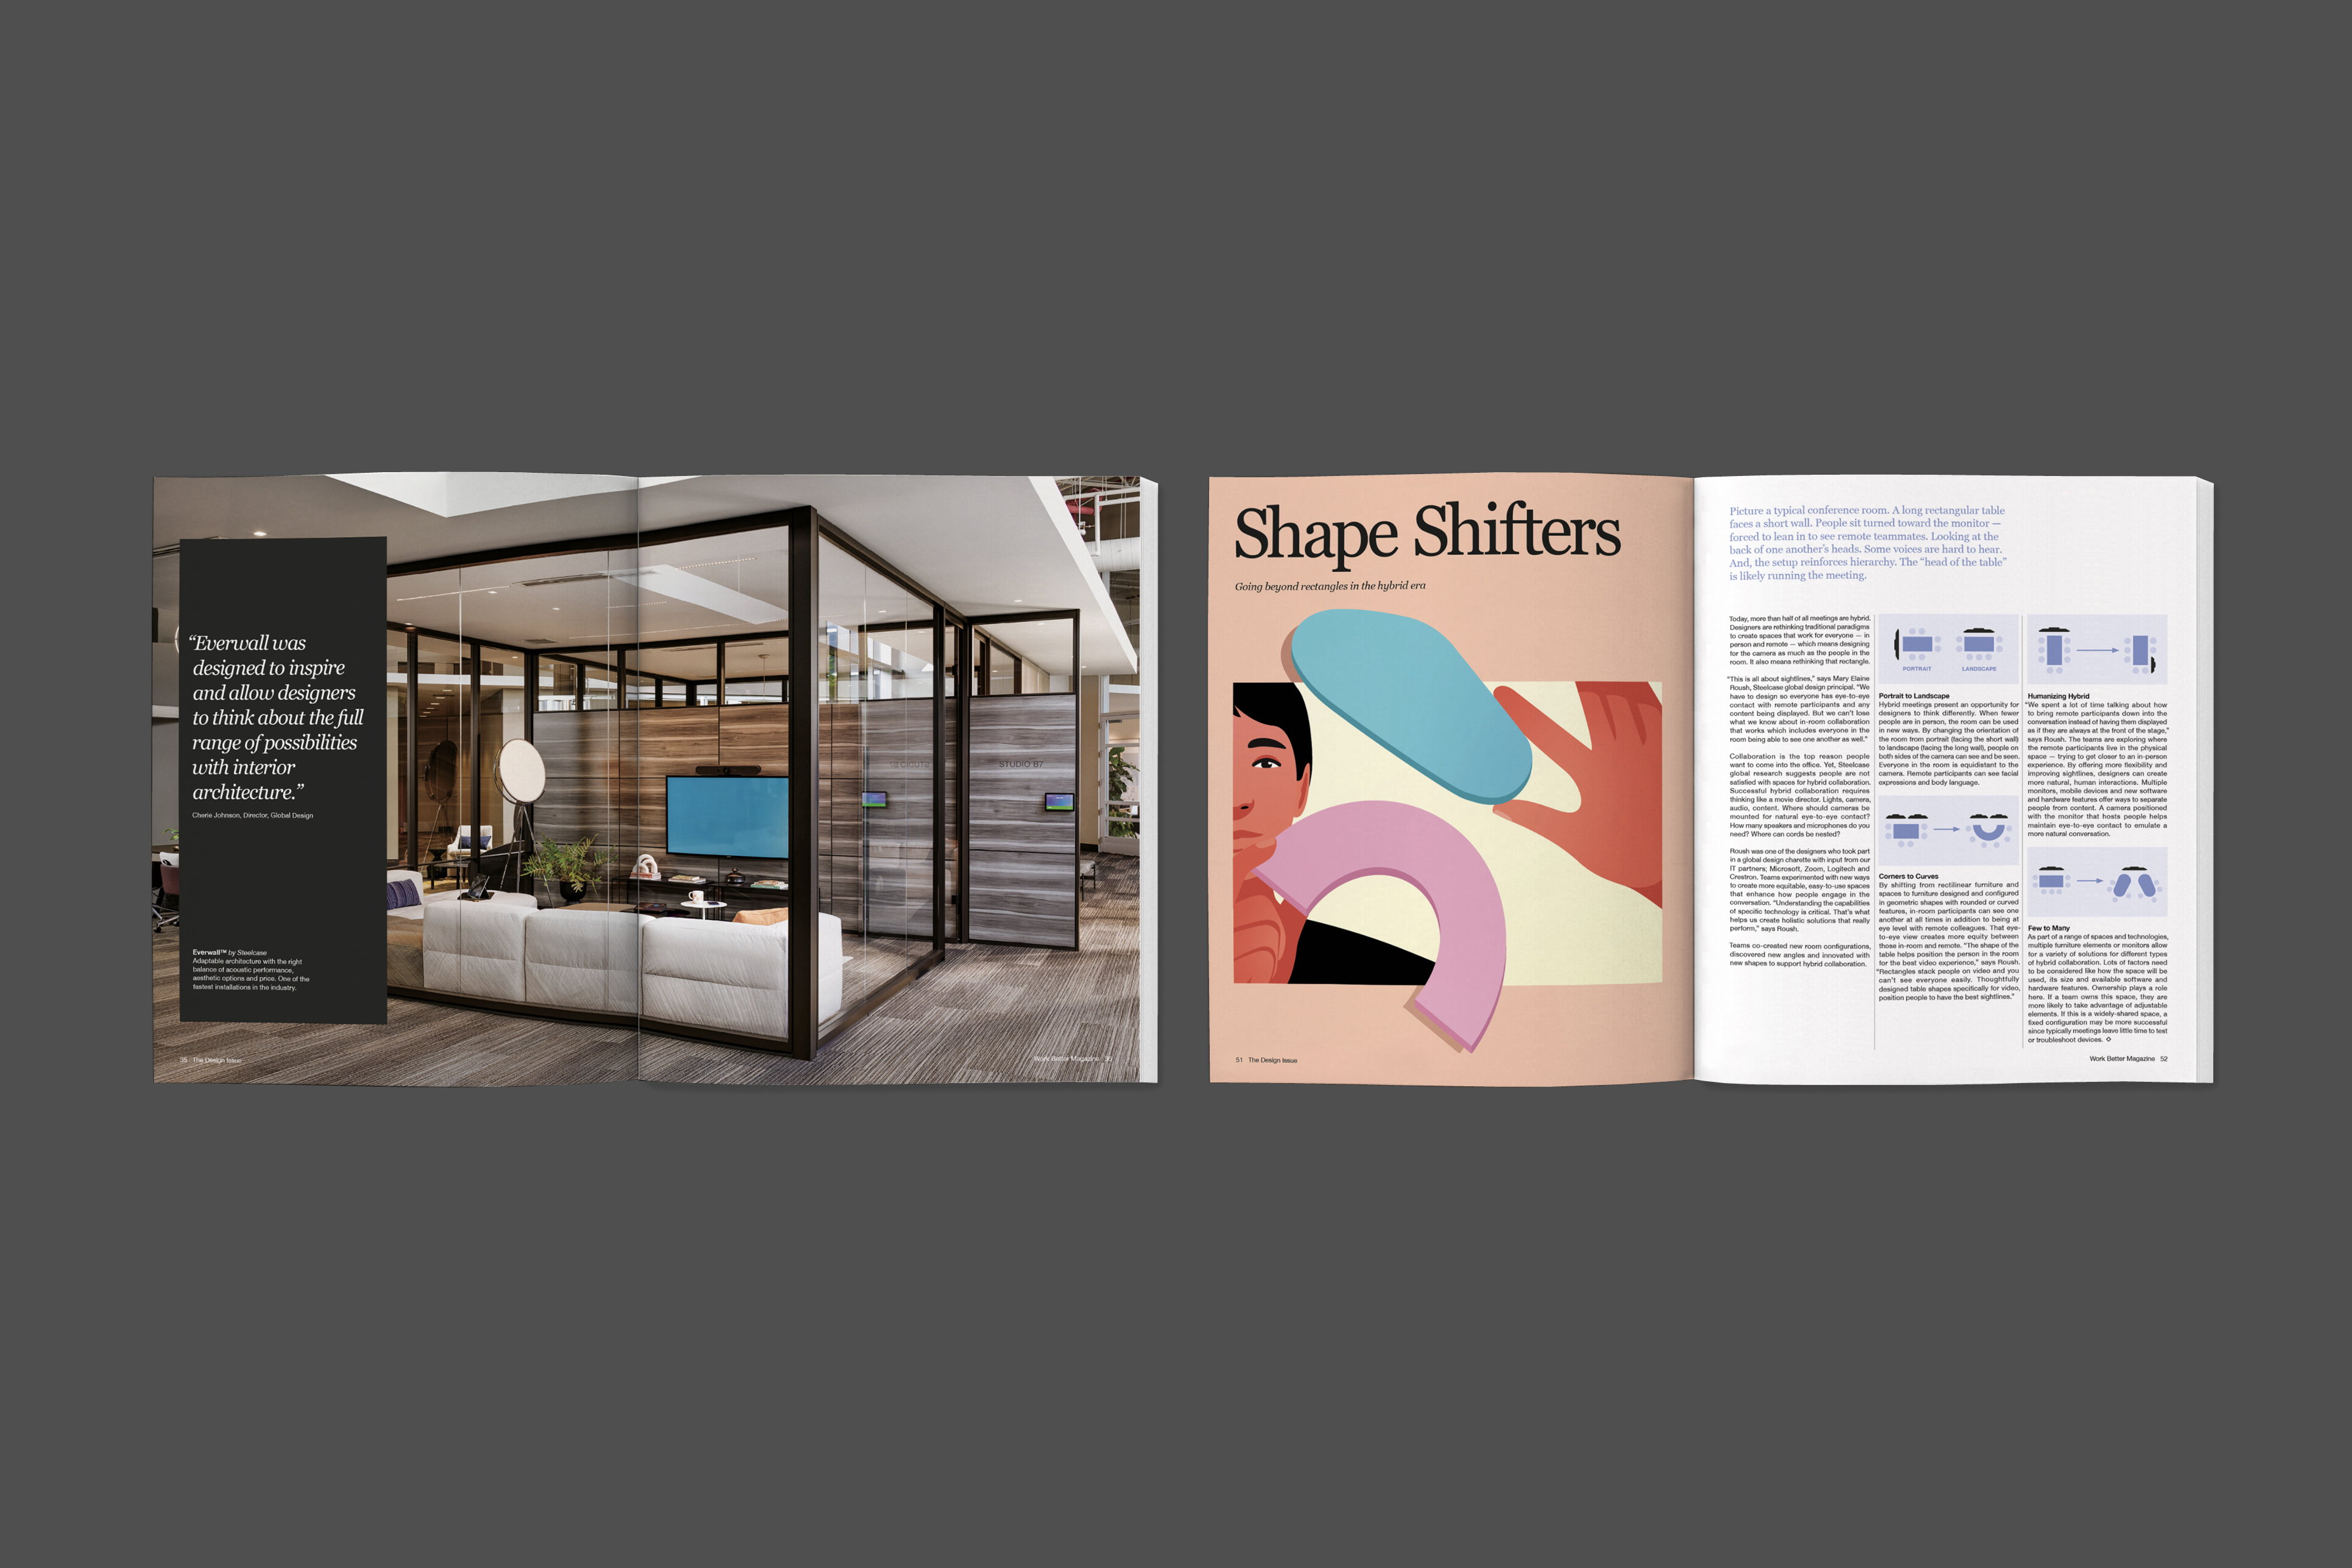 “Everwall was
designed to inspire
and allow designers
to think about the full
range of possibilities
with interior
architecture.”
Cherie Johnson, Director, Global Design
Everwall™ by Steelcase
Adaptable architecture with the right
balance of acoustic performance,
aesthetic options and price. One of the
fastest installations in the industry.
35 The Design Issue
STUDIO 87
Work Better Magazine 36
Shape Shifters
Going beyond rectangles in the hybrid era
51 The Design Issue
Picture a typical conference room. A long rectangular table
faces a short wall. People sit turned toward the monitor —
forced to lean in to see remote teammates. Looking at the
back of one another’s heads. Some voices are hard to hear.
And, the setup reinforces hierarchy. The “head of the table”
is likely running the meeting.
Today, more than half of all meetings are hybrid.
Designers are rethinking traditional paradigms
to create spaces that work for everyone — in
person and remote — which means designing
for the camera as much as the people in the
room. It also means rethinking that rectangle.
“This is all about sightlines,” says Mary Elaine
Roush, Steelcase global design principal. “We
have to design so everyone has eye-to-eye
contact with remote participants and any
content being displayed. But we can’t lose
what we know about in-room collaboration
that works which includes everyone in the
room being able to see one another as well.”
Collaboration is the top reason people
want to come into the office. Yet, Steelcase
global research suggests people are not
satisfied with spaces for hybrid collaboration.
Successful hybrid collaboration requires
thinking like a movie director. Lights, camera,
audio, content. Where should cameras be
mounted for natural eye-to-eye contact?
How many speakers and microphones do you
need? Where can cords be nested?
Roush was one of the designers who took part
in a global design charette with input from our
IT partners; Microsoft, Zoom, Logitech and
Crestron. Teams experimented with new ways
to create more equitable, easy-to-use spaces
that enhance how people engage in the
conversation. “Understanding the capabilities
of specific technology is critical. That’s what
helps us create holistic solutions that really
perform,” says Roush.
Teams co-created new room configurations,
discovered new angles and innovated with
new shapes to support hybrid collaboration.
PORTRAIT
LANDSCAPE
Portrait to Landscape
Hybrid meetings present an opportunity for
designers to think differently. When fewer
people are in person, the room can be used
in new ways. By changing the orientation of
the room from portrait (facing the short wall)
to landscape (facing the long wall), people on
both sides of the camera can see and be seen.
Everyone in the room is equidistant to the
camera. Remote participants can see facial
expressions and body language.
Corners to Curves
By shifting from rectilinear furniture and
spaces to furniture designed and configured
in geometric shapes with rounded or curved
features, in-room participants can see one
another at all times in addition to being at
eye level with remote colleagues. That eye-
to-eye view creates more equity between
those in-room and remote. “The shape of the
table helps position the person in the room
for the best video experience,” says Roush.
“Rectangles stack people on video and you
can’t see everyone easily. Thoughtfully
designed table shapes specifically for video,
position people to have the best sightlines.”
Humanizing Hybrid
“We spent a lot of time talking about how
to bring remote participants down into the
conversation instead of having them displayed
as if they are always at the front of the stage,”
says Roush. The teams are exploring where
the remote participants live in the physical
space — trying to get closer to an in-person
experience. By offering more flexibility and
improving sightlines, designers can create
more natural, human interactions. Multiple
monitors, mobile devices and new software
and hardware features offer ways to separate
people from content. A camera positioned
with the monitor that hosts people helps
maintain eye-to-eye contact to emulate a
more natural conversation.
Few to Many
As part of a range of spaces and technologies,
multiple furniture elements or monitors allow
for a variety of solutions for different types
of hybrid collaboration. Lots of factors need
to be considered like how the space will be
used, its size and available software and
hardware features. Ownership plays a role
here. If a team owns this space, they are
more likely to take advantage of adjustable
elements. If this is a widely-shared space, a
fixed configuration may be more successful
since typically meetings leave little time to test
or troubleshoot devices.
Work Better Magazine 52